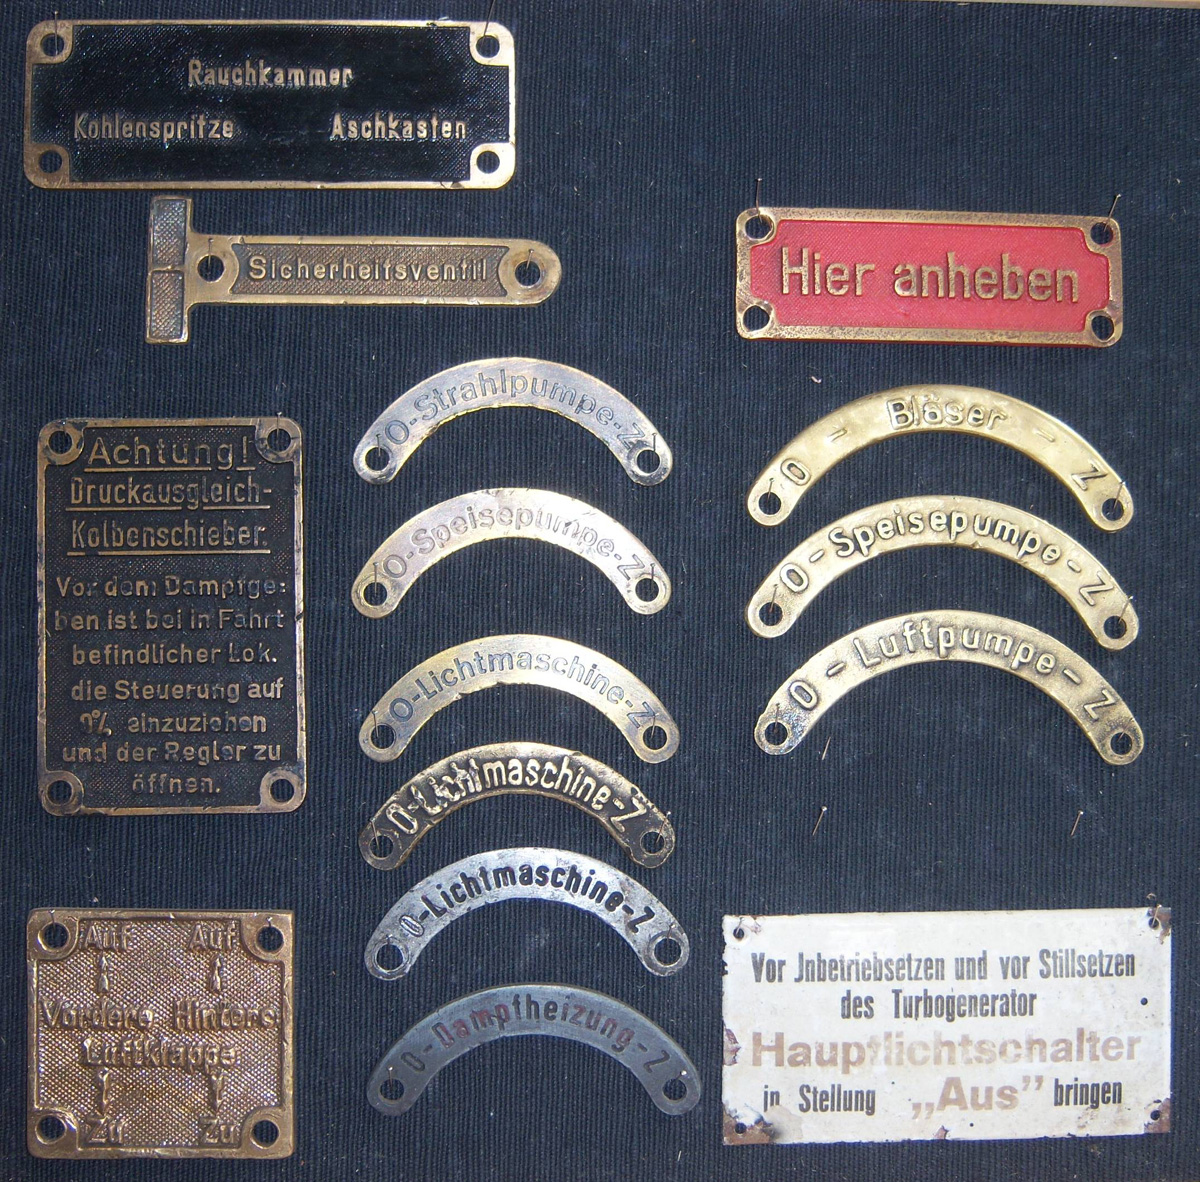 Rauchkammer
Kohlenspritze Aschkasten
Sicherheitsventil
Hier anheben
Achtung!
Druckausgleich-
Kolbenschieber.
Vor dem Dampfge-
ben ist bei in Fahrt
befindlicher Lok.
die Steuerung auf
0% einzuziehen
und der Regler zu
öffnen.
O-Strahlpumpe-Z
O-Speisepumpe-Z
O-Lichtmaschine-Z
O-Lichtmaschine-Z
O-Lichtmaschine-Z
O-Dampfheizung-Z
O - Bläser - Z
O-Speisepumpe-Z
O-Luftpumpe-Z
Auf Auf
Vordere Hintere
Luftklappe
Zu Zu
Vor Jnbetriebsetzen und vor Stillsetzen
des Turbogenerator
Hauptlichtschalter
in Stellung „Aus” bringen